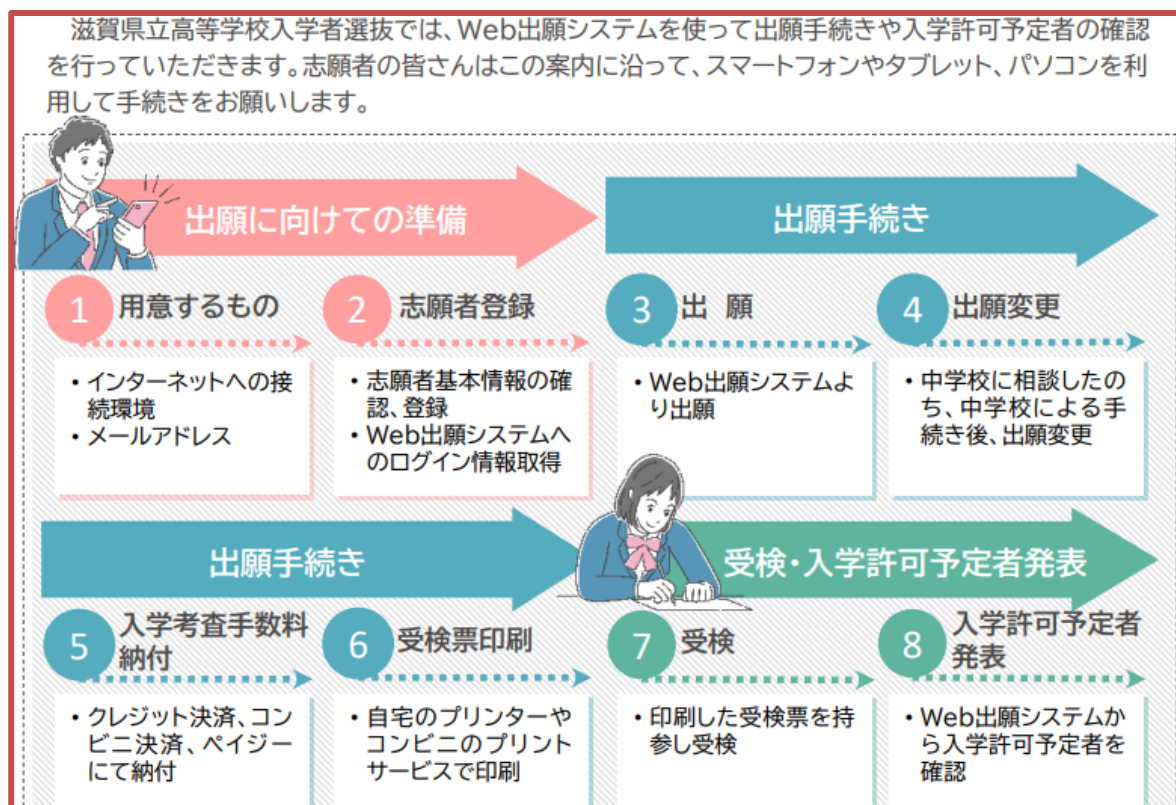 滋賀県立高等学校入学者選抜では、Web出願システムを使って出願手続きや入学許可予定者の確認
を行っていただきます。志願者の皆さんはこの案内に沿って、スマートフォンやタブレット、パソコンを利
用して手続きをお願いします。
出願に向けての準備
出願手続き
1 用意するもの
・インターネットへの接
続環境
・メールアドレス
2 志願者登録
・志願者基本情報の確
認、登録
・Web出願システムへ
のログイン情報取得
3 出 願
・Web出願システムよ
り出願
4 出願変更
・中学校に相談したの
ち、中学校による手
続き後、出願変更
出願手続き
受検・入学許可予定者発表
5 入学考査手数料
納付
・クレジット決済、コン
ビニ決済、ペイジー
にて納付
6 受検票印刷
・自宅のプリンターや
コンビニのプリント
サービスで印刷
7 受検
・印刷した受検票を持
参し受検
8 入学許可予定者
発表
・Web出願システムか
ら入学許可予定者を
確認